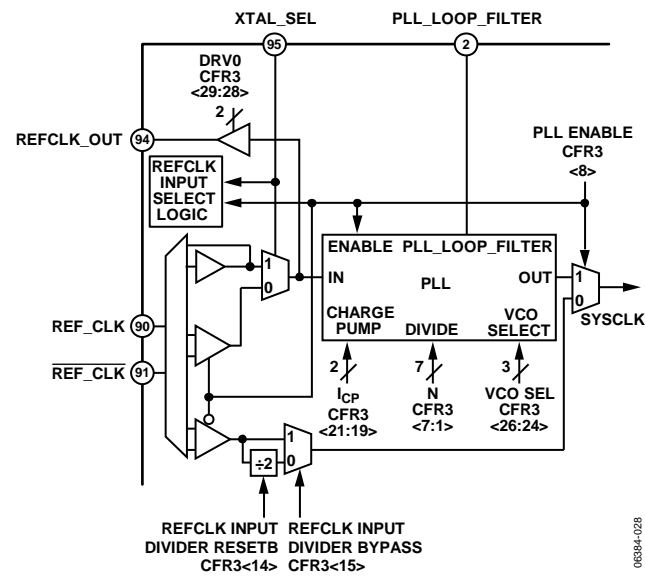 XTAL_SEL
PLL_LOOP_FILTER
95
2
DRV0
CFR3
<29:28>
2
REFCLK_OUT
94
PLL ENABLE
CFR3
<8>
REFCLK
INPUT
SELECT
LOGIC
ENABLE
PLL_LOOP_FILTER
1
0
IN
PLL
OUT
1
0
SYSCLK
CHARGE
PUMP
DIVIDE
VCO
SELECT
REF_CLK
90
REF_CLK
91
2
7
3
ICP
CFR3
<21:19>
N
CFR3
<7:1>
VCO SEL
CFR3
<26:24>
1
0
÷2
REFCLK INPUT
DIVIDER RESETB
CFR3<14>
REFCLK INPUT
DIVIDER BYPASS
CFR3<15>
06384-028